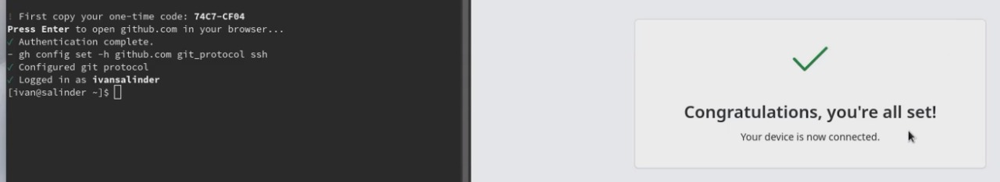 ! First copy your one-time code: 74C7-CF04
Press Enter to open github.com in your browser...
✓ Authentication complete.
- gh config set -h github.com git_protocol ssh
✓ Configured git protocol
✓ Logged in as ivansalinder
[ivan@salinder ~]$
Congratulations, you're all set!
Your device is now connected.